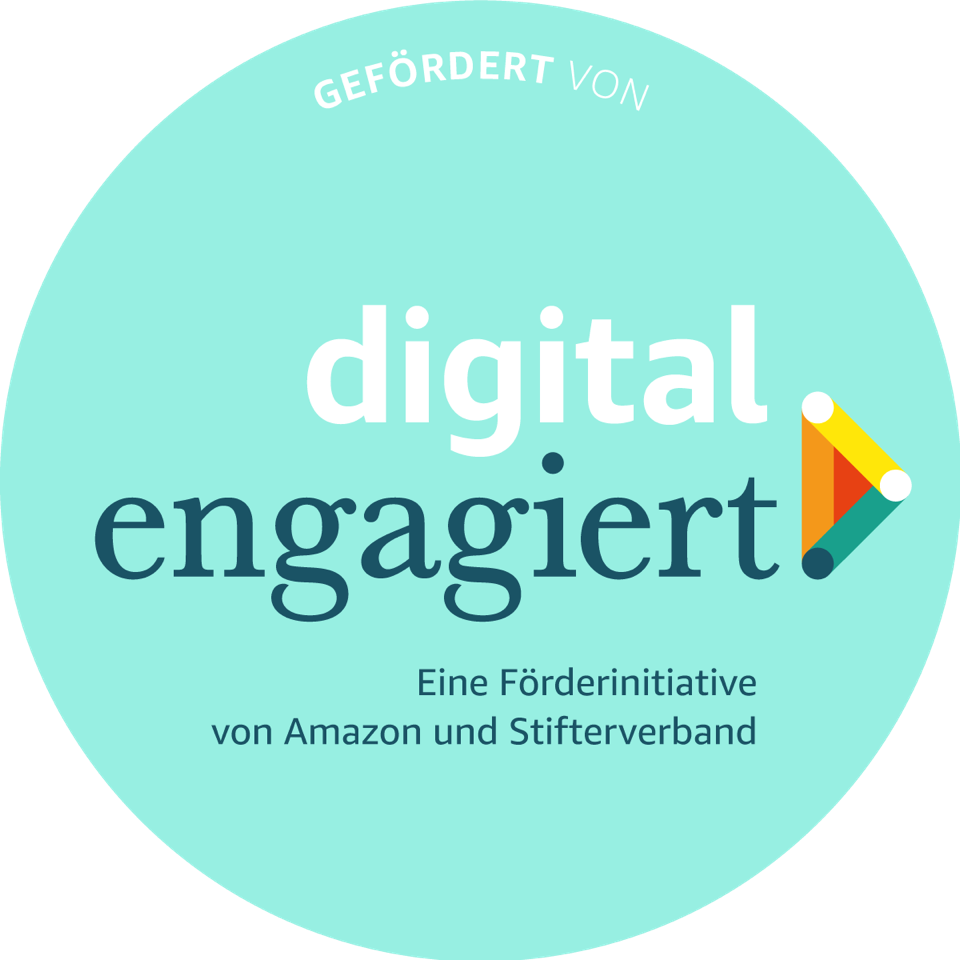 GEFÖRDERT VON
digital
engagiert
Eine Förderinitiative
von Amazon und Stifterverband